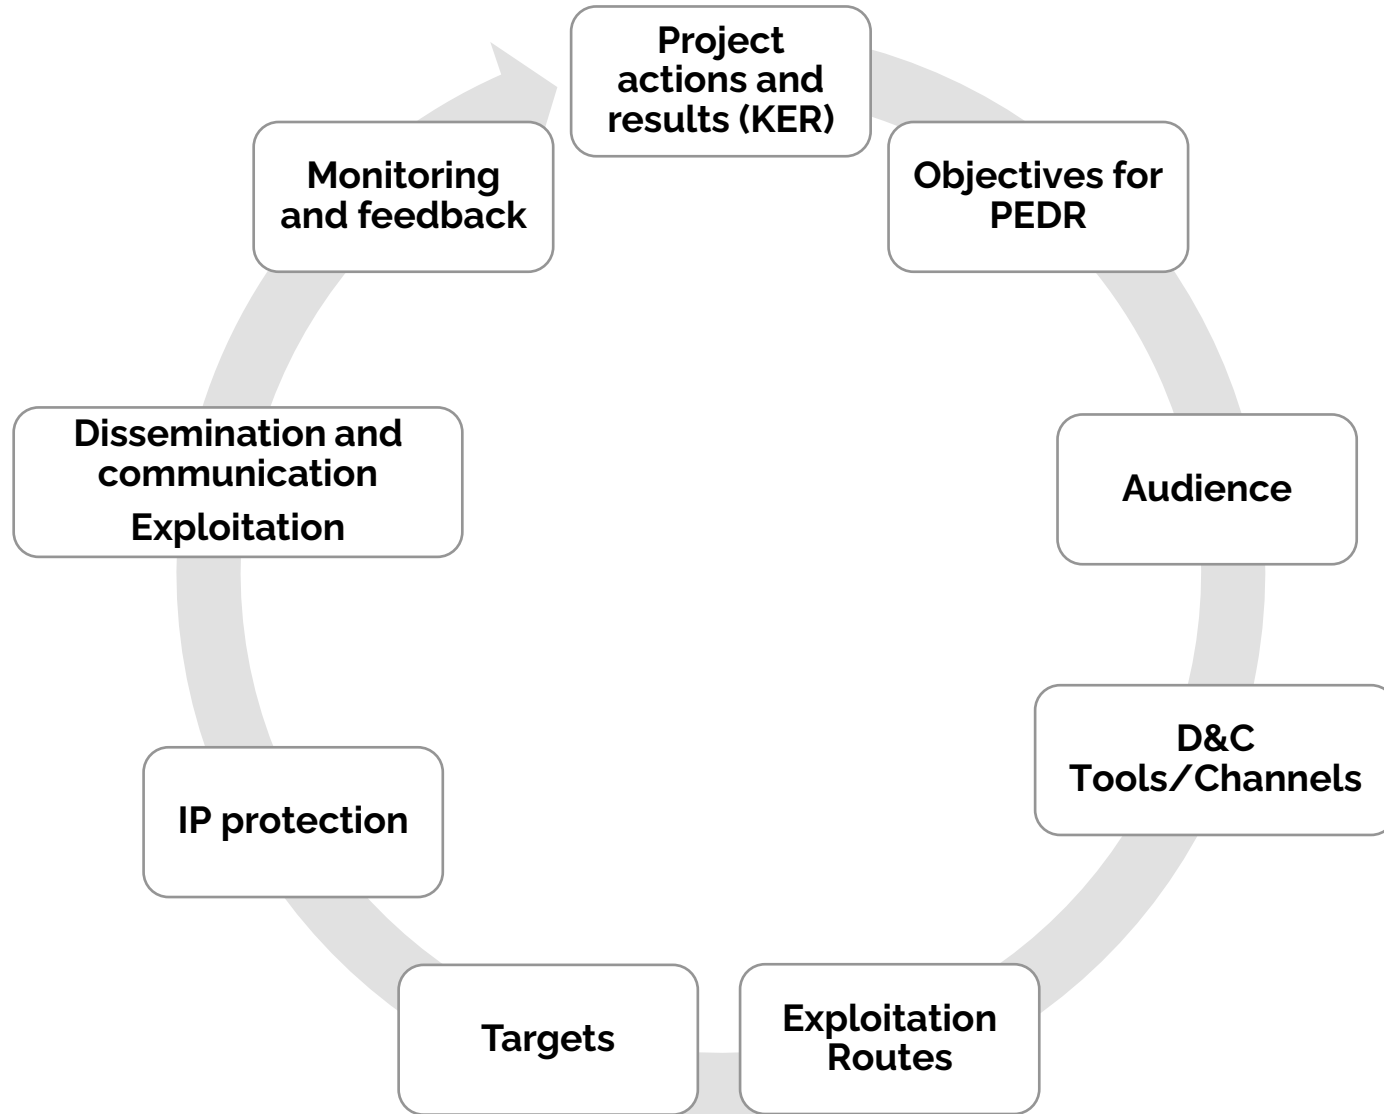 Project
actions and
results (KER)
Objectives for
PEDR
Audience
D&C
Tools/Channels
Exploitation
Routes
Targets
IP protection
Dissemination and
communication
Exploitation
Monitoring
and feedback